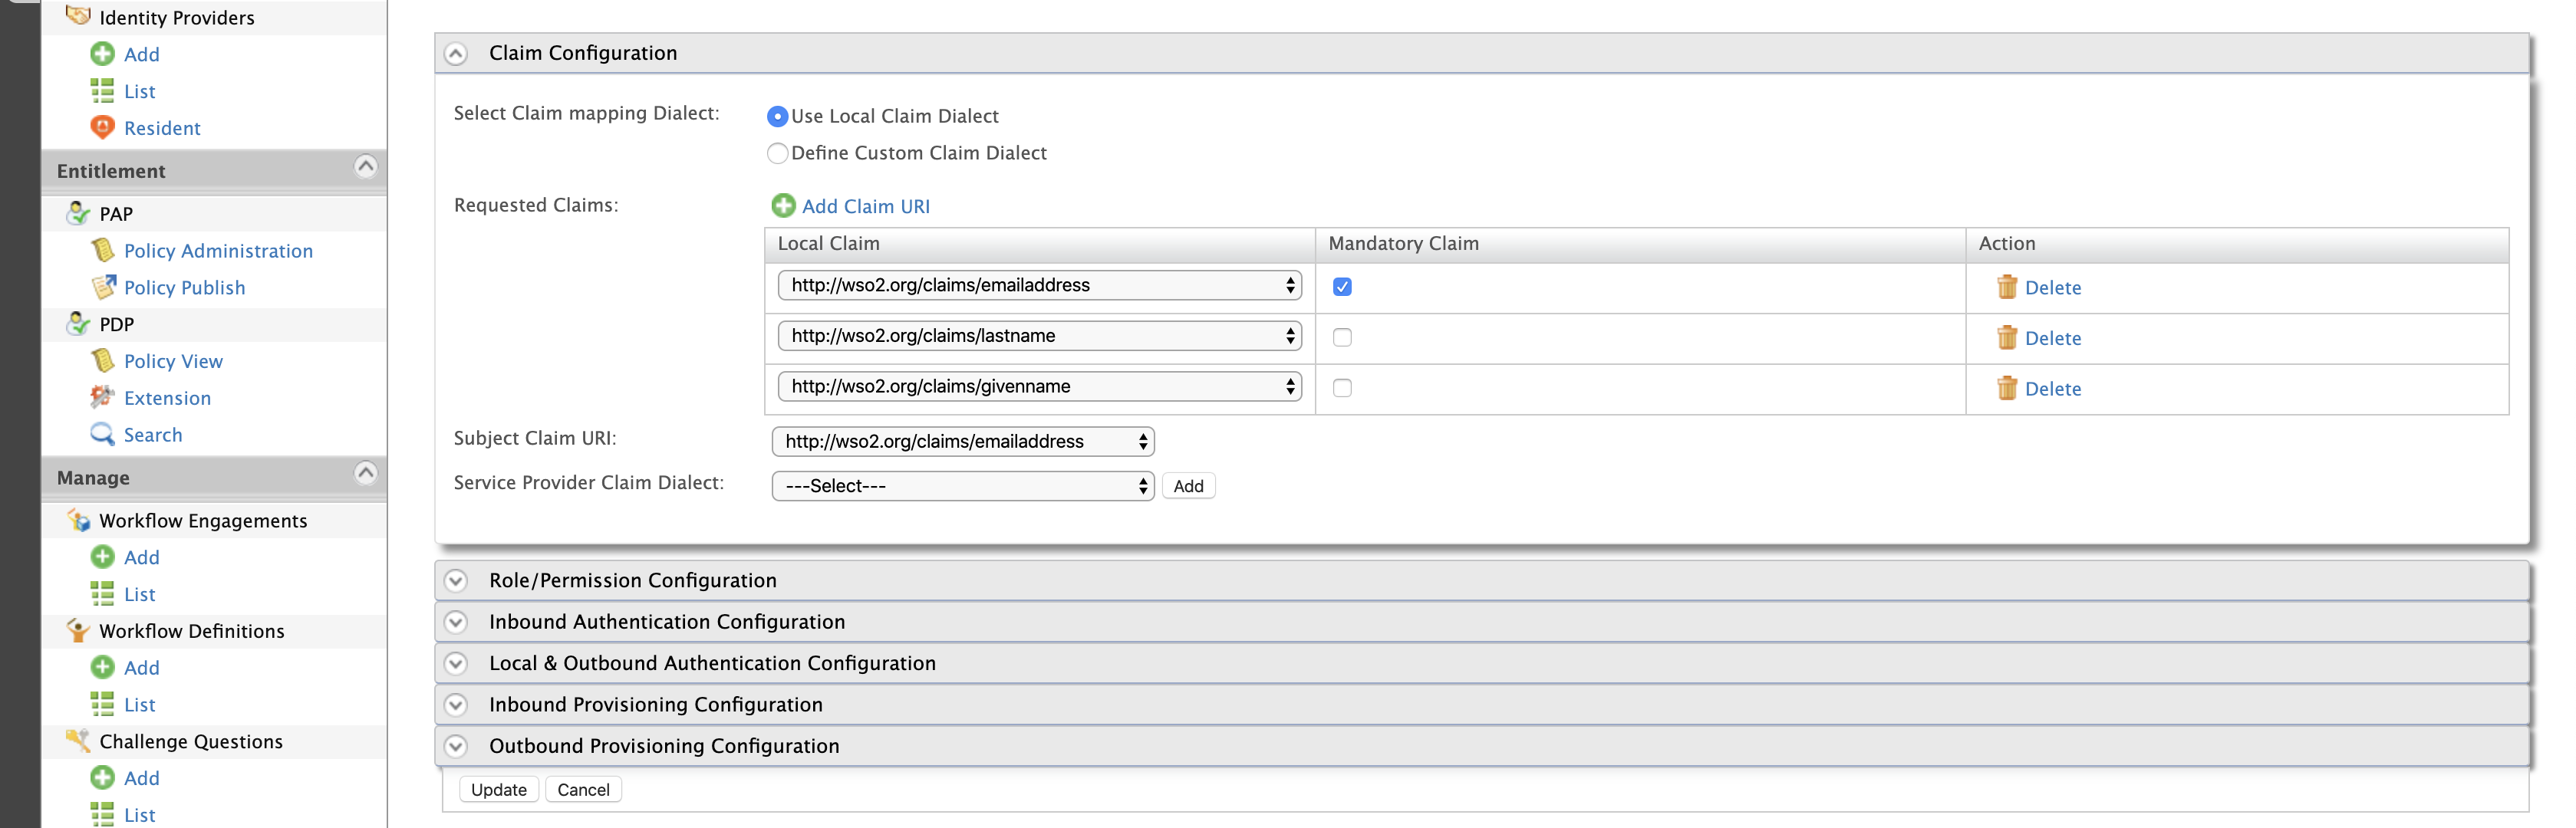 Identity Providers
Add
List
Resident
Entitlement
PAP
Policy Administration
Policy Publish
PDP
Policy View
Extension
Search
Manage
Workflow Engagements
Add
List
Workflow Definitions
Add
List
Challenge Questions
Add
List
Claim Configuration
Select Claim mapping Dialect:
Use Local Claim Dialect
Define Custom Claim Dialect
Requested Claims:
Add Claim URI
Local Claim Mandatory Claim Action
http://wso2.org/claims/emailaddress Delete
http://wso2.org/claims/lastname Delete
http://wso2.org/claims/givenname Delete
Subject Claim URI: http://wso2.org/claims/emailaddress
Service Provider Claim Dialect: ---Select--- Add
Role/Permission Configuration
Inbound Authentication Configuration
Local & Outbound Authentication Configuration
Inbound Provisioning Configuration
Outbound Provisioning Configuration
Update Cancel